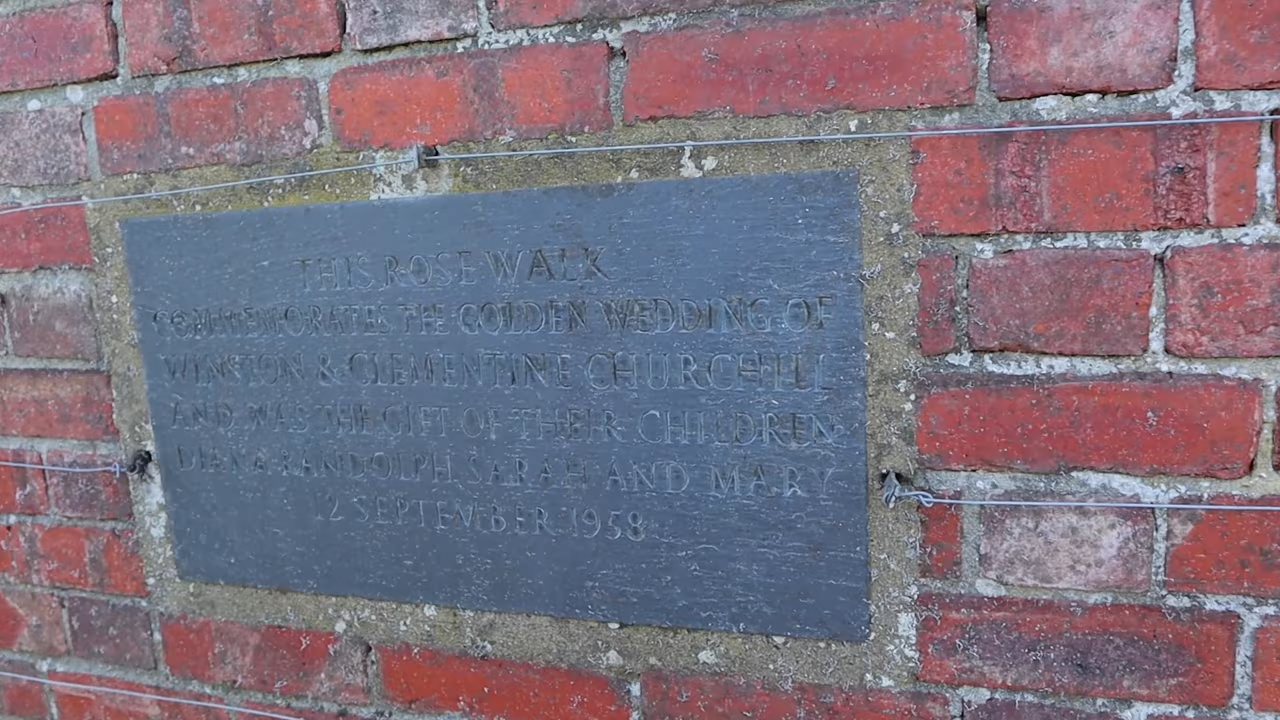 THIS ROSE WALK
COMMEMORATES THE GOLDEN WEDDING OF
WINSTON & CLEMENTINE CHURCHILL
AND WAS THE GIFT OF THEIR CHILDREN
DIANA RANDOLPH SARAH AND MARY
12 SEPTEMBER 1958